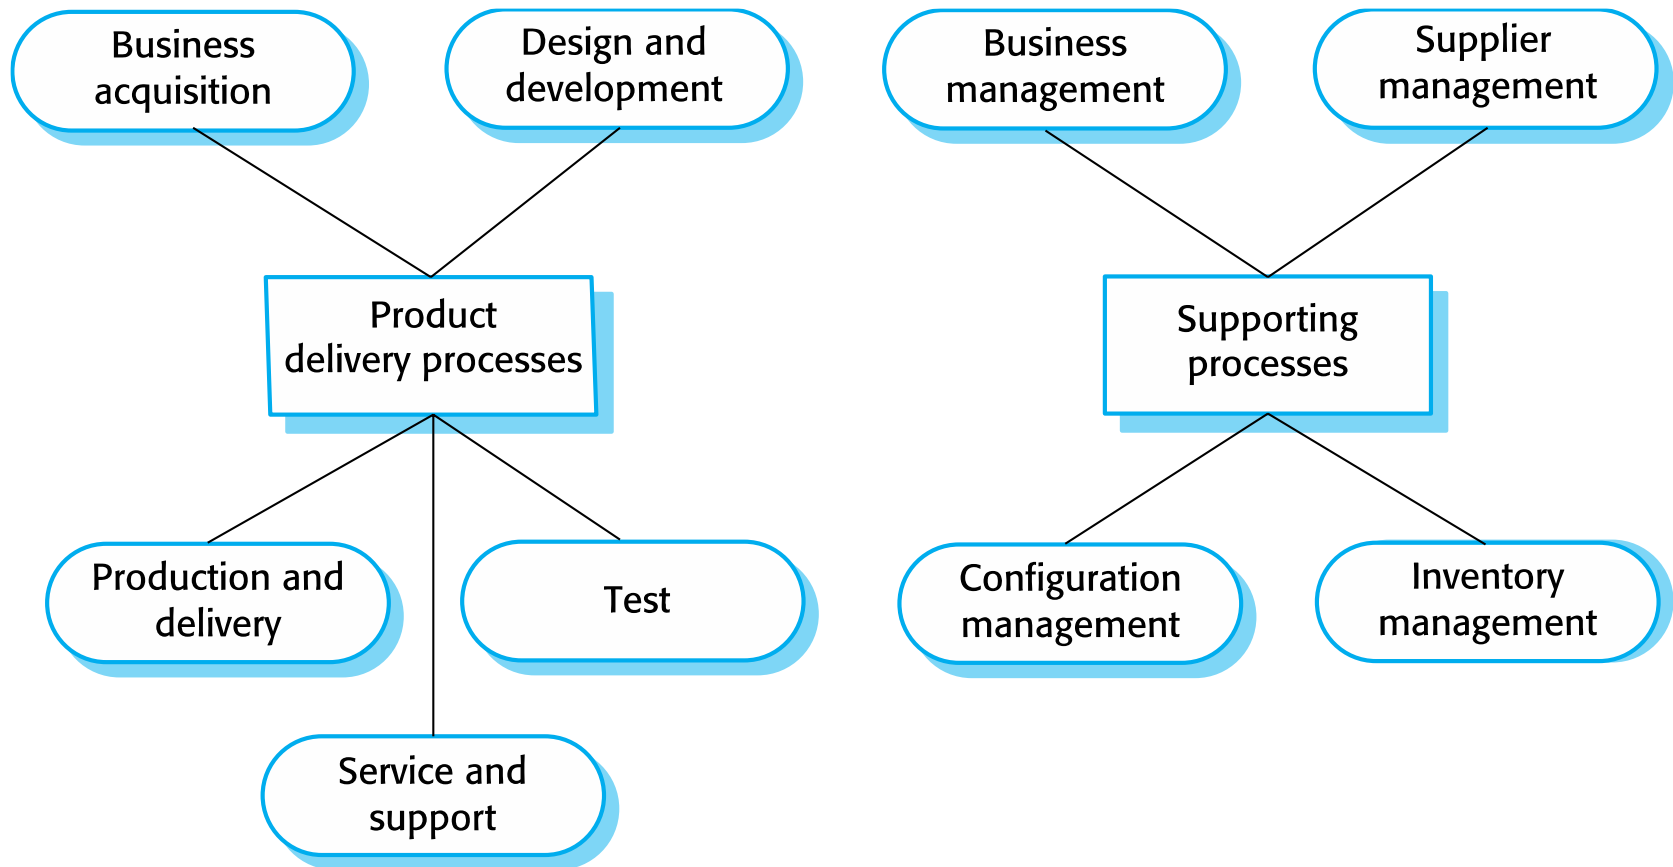 Business
acquisition
Design and
development
Product
delivery processes
Production and
delivery
Test
Service and
support
Business
management
Supplier
management
Supporting
processes
Configuration
management
Inventory
management